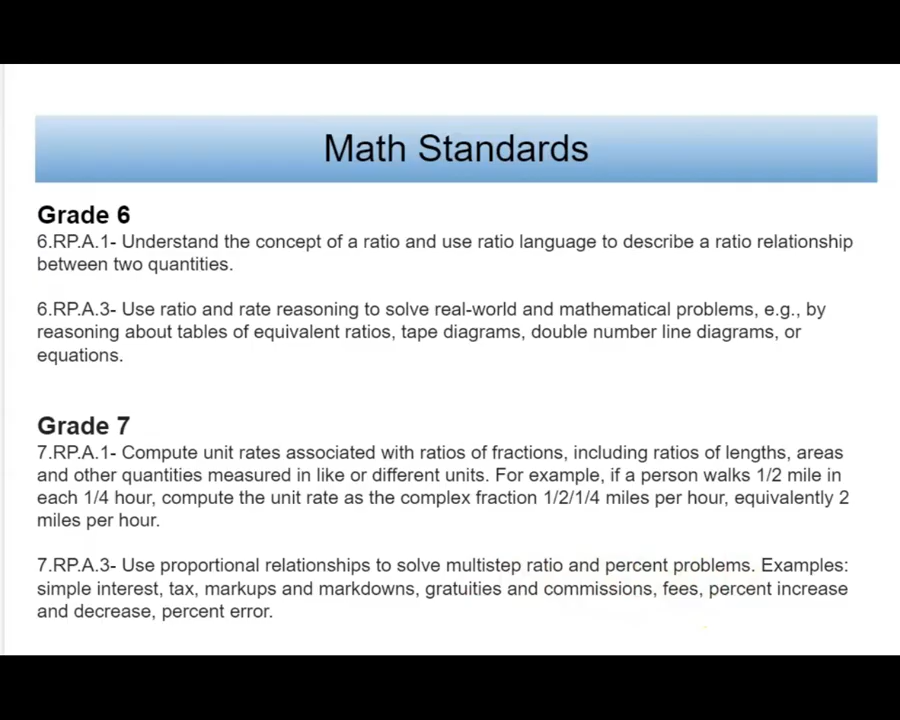 Math Standards
Grade 6
6.RP.A.1- Understand the concept of a ratio and use ratio language to describe a ratio relationship
between two quantities.
6.RP.A.3- Use ratio and rate reasoning to solve real-world and mathematical problems, e.g., by
reasoning about tables of equivalent ratios, tape diagrams, double number line diagrams, or
equations.
Grade 7
7.RP.A.1- Compute unit rates associated with ratios of fractions, including ratios of lengths, areas
and other quantities measured in like or different units. For example, if a person walks 1/2 mile in
each 1/4 hour, compute the unit rate as the complex fraction 1/2/1/4 miles per hour, equivalently 2
miles per hour.
7.RP.A.3- Use proportional relationships to solve multistep ratio and percent problems. Examples:
simple interest, tax, markups and markdowns, gratuities and commissions, fees, percent increase
and decrease, percent error.